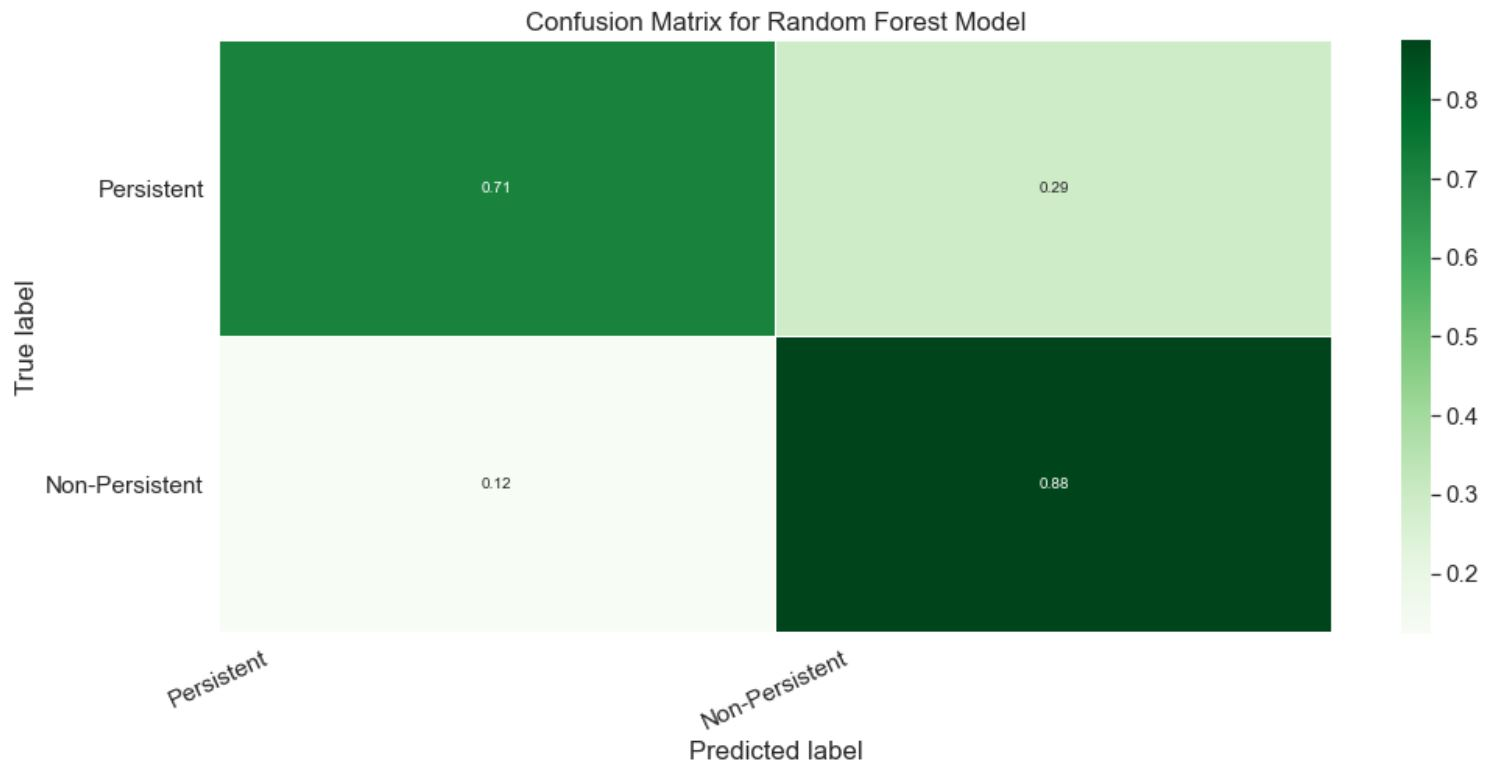 Confusion Matrix for Random Forest Model
0.8
0.7
0.6
0.5
0.4
0.3
0.2
True label
Persistent
0.71
0.29
Non-Persistent
0.12
0.88
Persistent
Non-Persistent
Predicted label